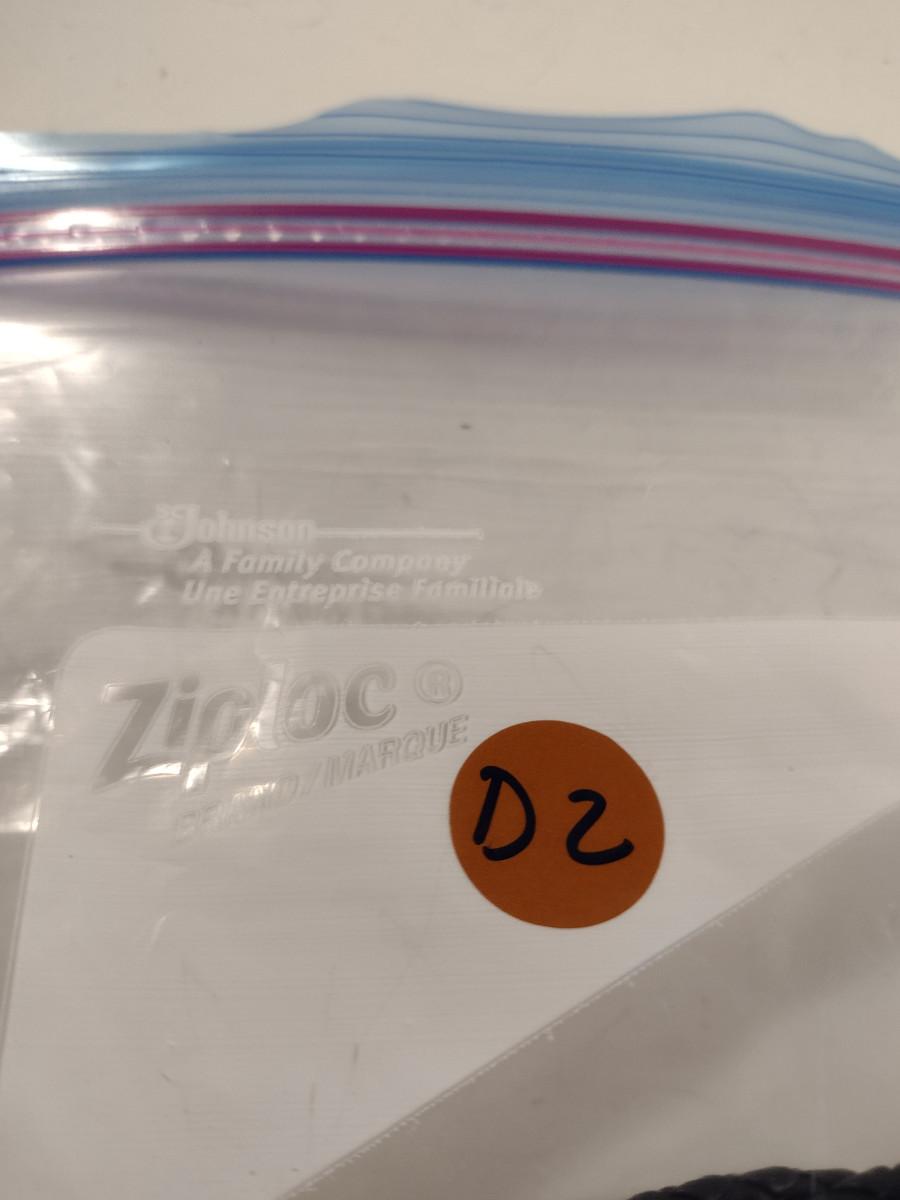 SC Johnson
A Family Company
Une Entreprise Familiale
Ziploc ®
BRAND/MARQUE
D2